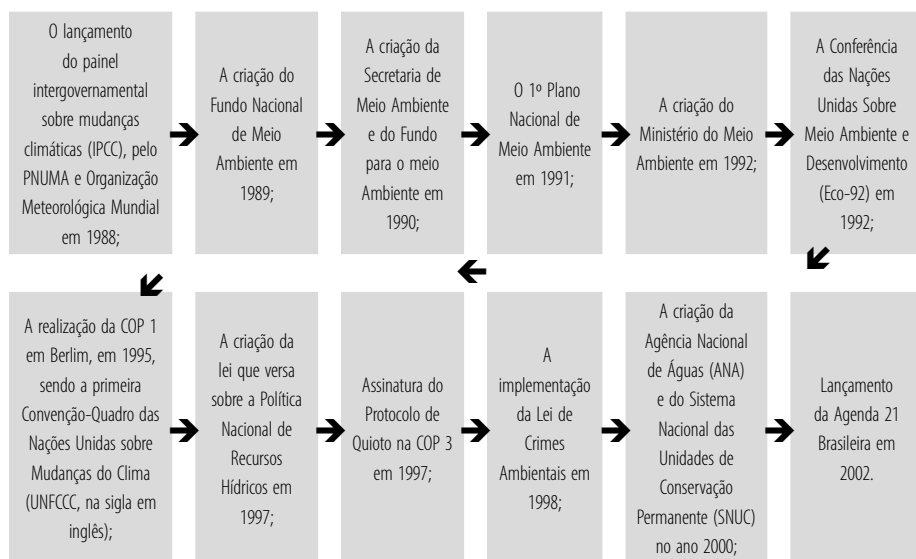 O lançamento
do painel
intergovernamental
sobre mudanças
climáticas (IPCC), pelo
PNUMA e Organização
Meteorológica Mundial
em 1988;
A criação do
Fundo Nacional
de Meio
Ambiente em
1989;
A criação da
Secretaria de
Meio Ambiente
e do Fundo
para o meio
Ambiente em
1990;
O 1º Plano
Nacional de
Meio Ambiente
em 1991;
A criação do
Ministério do Meio
Ambiente em 1992;
A Conferência
das Nações
Unidas Sobre
Meio Ambiente e
Desenvolvimento
(Eco-92) em
1992;
A realização da COP 1
em Berlim, em 1995,
sendo a primeira
Convenção-Quadro das
Nações Unidas sobre
Mudanças do Clima
(UNFCCC, na sigla em
inglês);
A criação da
lei que versa
sobre a Política
Nacional de
Recursos
Hídricos em
1997;
Assinatura do
Protocolo de
Quioto na COP 3
em 1997;
A
implementação
da Lei de
Crimes
Ambientais em
1998;
A criação da
Agência Nacional
de Águas (ANA)
e do Sistema
Nacional das
Unidades de
Conservação
Permanente (SNUC)
no ano 2000;
Lançamento
da Agenda 21
Brasileira em
2002.